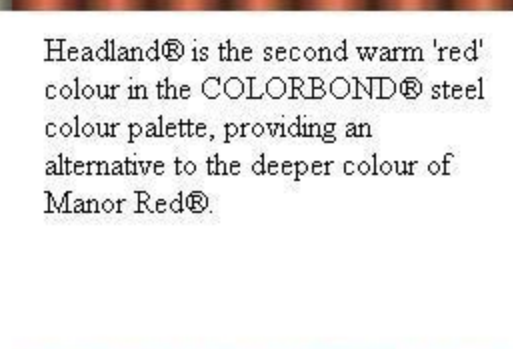 Headland® is the second warm 'red'
colour in the COLORBOND® steel
colour palette, providing an
alternative to the deeper colour of
Manor Red®.